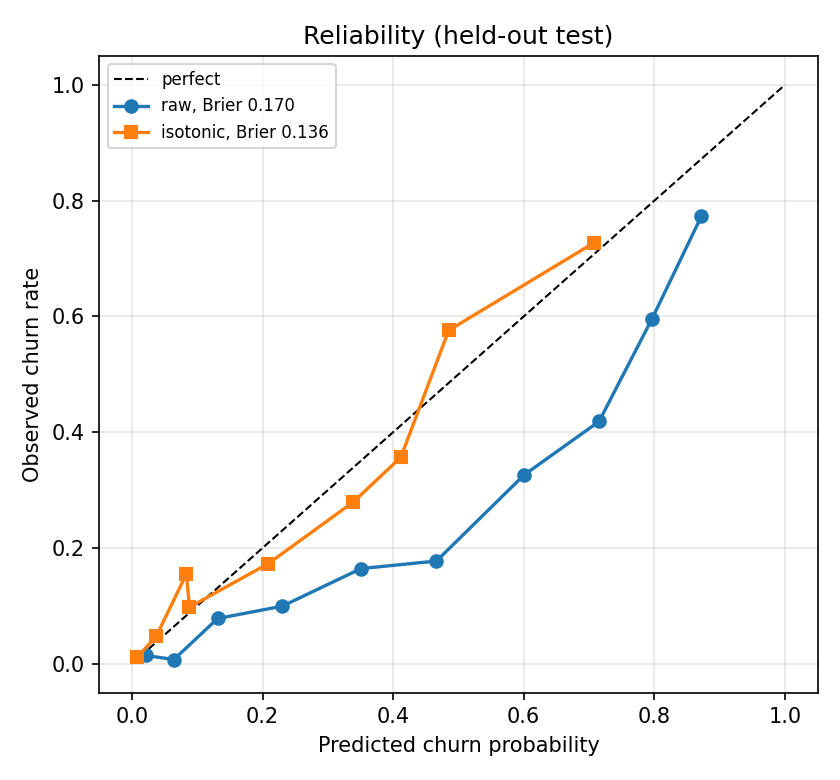 Reliability (held-out test)
perfect
raw, Brier 0.170
isotonic, Brier 0.136
1.0
0.8
0.6
0.4
0.2
0.0
Observed churn rate
0.0 0.2 0.4 0.6 0.8 1.0
Predicted churn probability